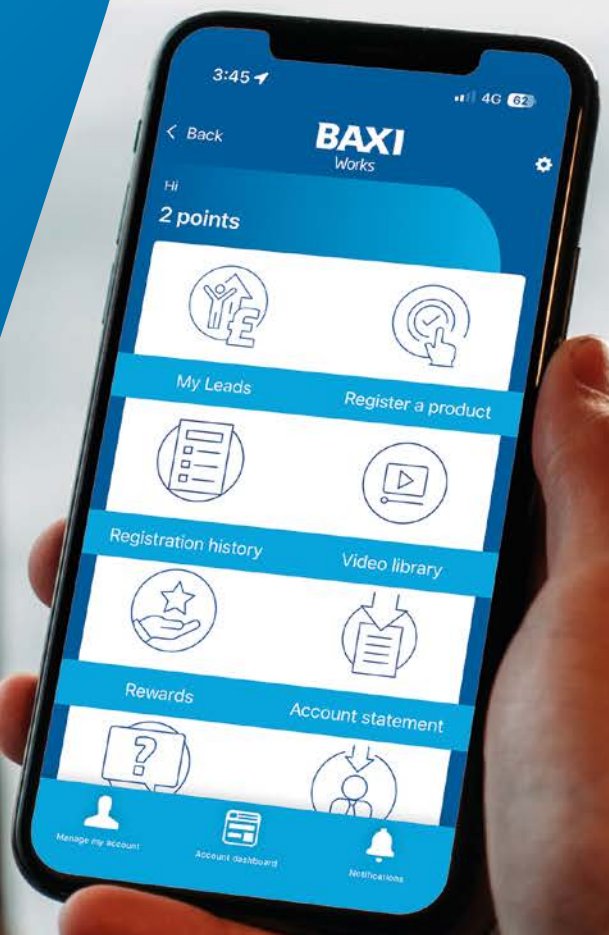 3:45
4G 62
< Back
BAXI
Works
Hi
2 points
£
My Leads
Register a product
Registration history
Video library
Rewards
Account statement
?
Manage my account
Account dashboard
Notifications